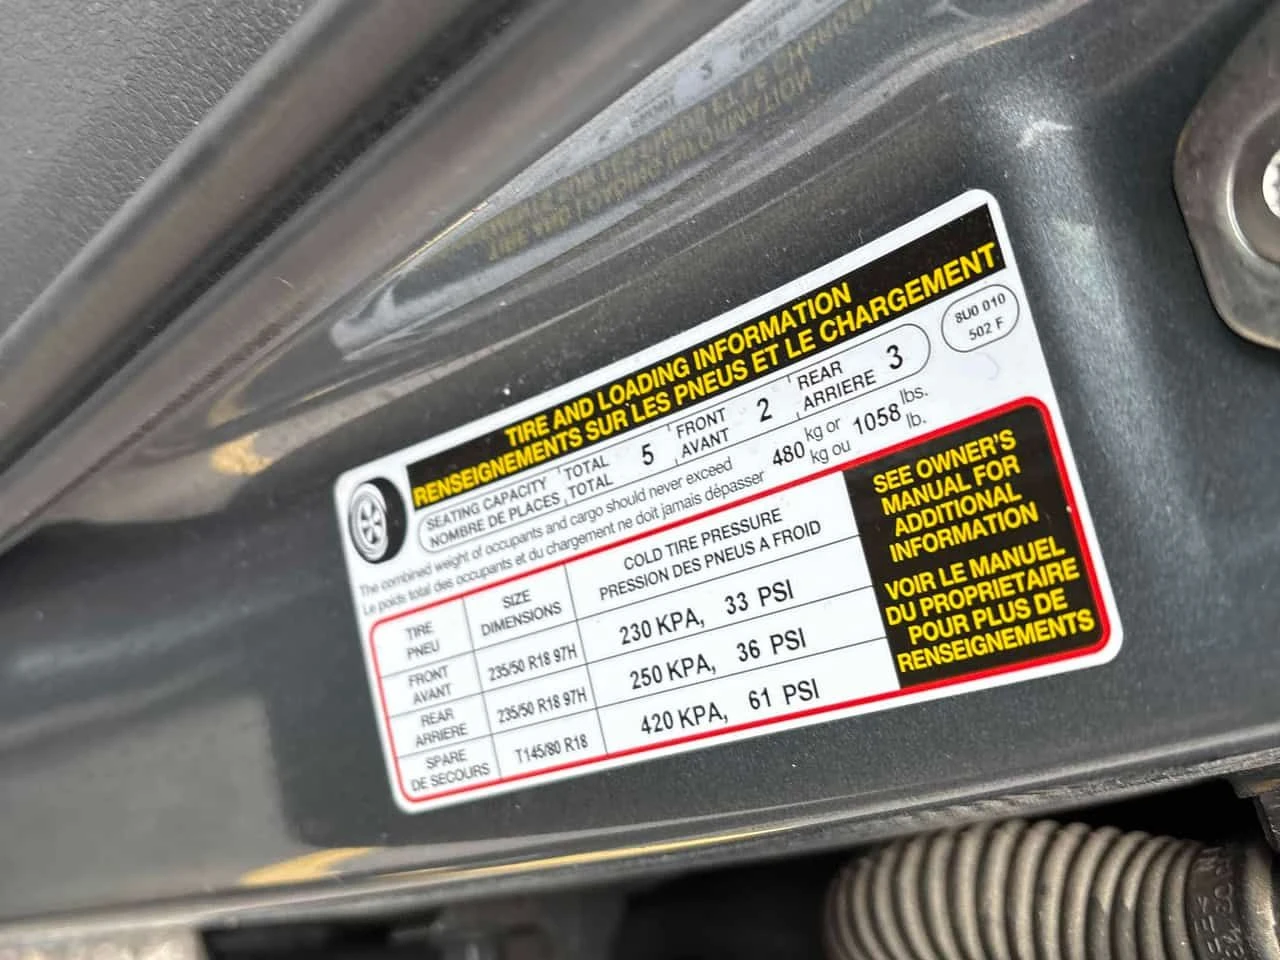 TIRE AND LOADING INFORMATION
RENSEIGNEMENTS SUR LES PNEUS ET LE CHARGEMENT
SEATING CAPACITY TOTAL 5 FRONT 2 REAR 3
NOMBRE DE PLACES TOTAL AVANT ARRIERE
8U0 010
502 F
The combined weight of occupants and cargo should never exceed 480 kg or 1058 lbs.
Le poids total des occupants et du chargement ne doit jamais dépasser kg ou lb.
TIRE SIZE COLD TIRE PRESSURE
PNEU DIMENSIONS PRESSION DES PNEUS A FROID
FRONT
AVANT 235/50 R18 97H 230 KPA, 33 PSI
REAR
ARRIERE 235/50 R18 97H 250 KPA, 36 PSI
SPARE
DE SECOURS T145/80 R18 420 KPA, 61 PSI
SEE OWNER'S
MANUAL FOR
ADDITIONAL
INFORMATION
VOIR LE MANUEL
DU PROPRIETAIRE
POUR PLUS DE
RENSEIGNEMENTS